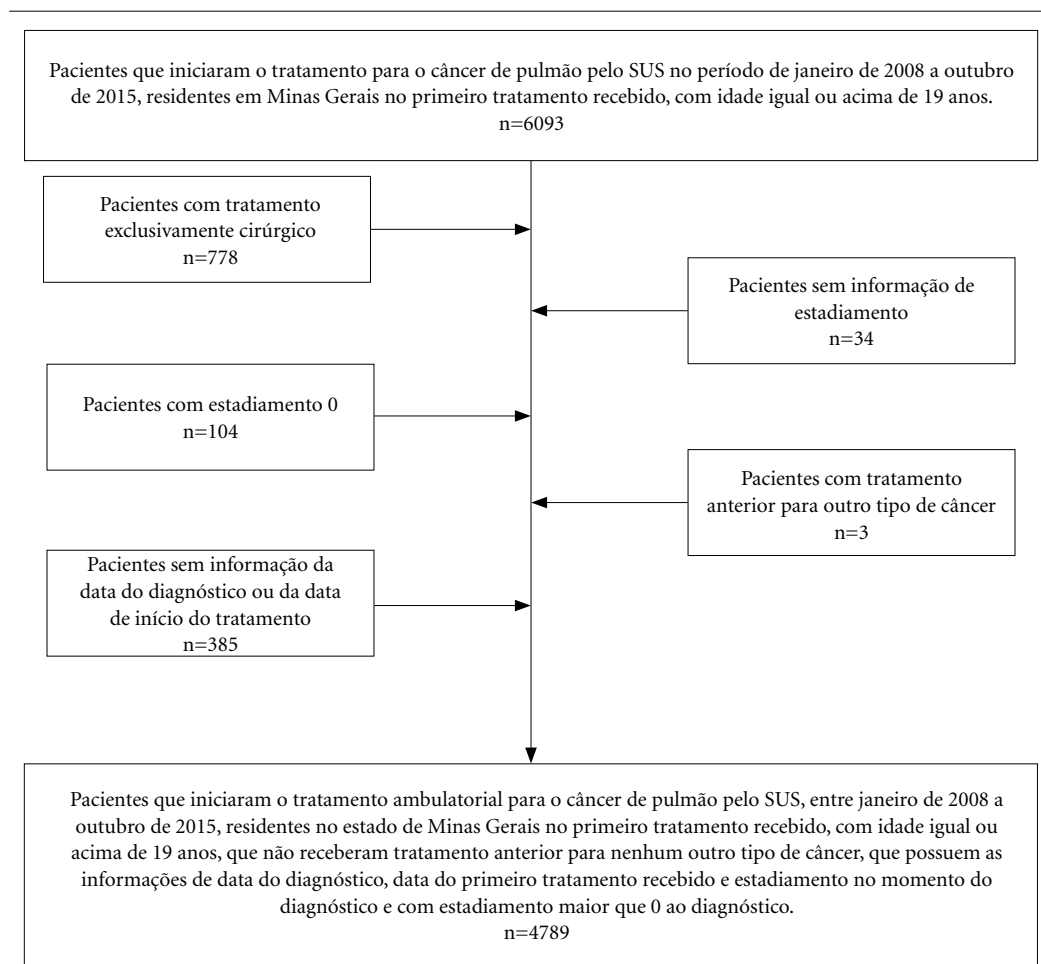 Pacientes que iniciaram o tratamento para o câncer de pulmão pelo SUS no período de janeiro de 2008 a outubro
de 2015, residentes em Minas Gerais no primeiro tratamento recebido, com idade igual ou acima de 19 anos.
n=6093
Pacientes com tratamento
exclusivamente cirúrgico
n=778
Pacientes sem informação de
estadiamento
n=34
Pacientes com estadiamento 0
n=104
Pacientes com tratamento
anterior para outro tipo de câncer
n=3
Pacientes sem informação da
data do diagnóstico ou da data
de início do tratamento
n=385
Pacientes que iniciaram o tratamento ambulatorial para o câncer de pulmão pelo SUS, entre janeiro de 2008 a
outubro de 2015, residentes no estado de Minas Gerais no primeiro tratamento recebido, com idade igual ou
acima de 19 anos, que não receberam tratamento anterior para nenhum outro tipo de câncer, que possuem as
informações de data do diagnóstico, data do primeiro tratamento recebido e estadiamento no momento do
diagnóstico e com estadiamento maior que 0 ao diagnóstico.
n=4789